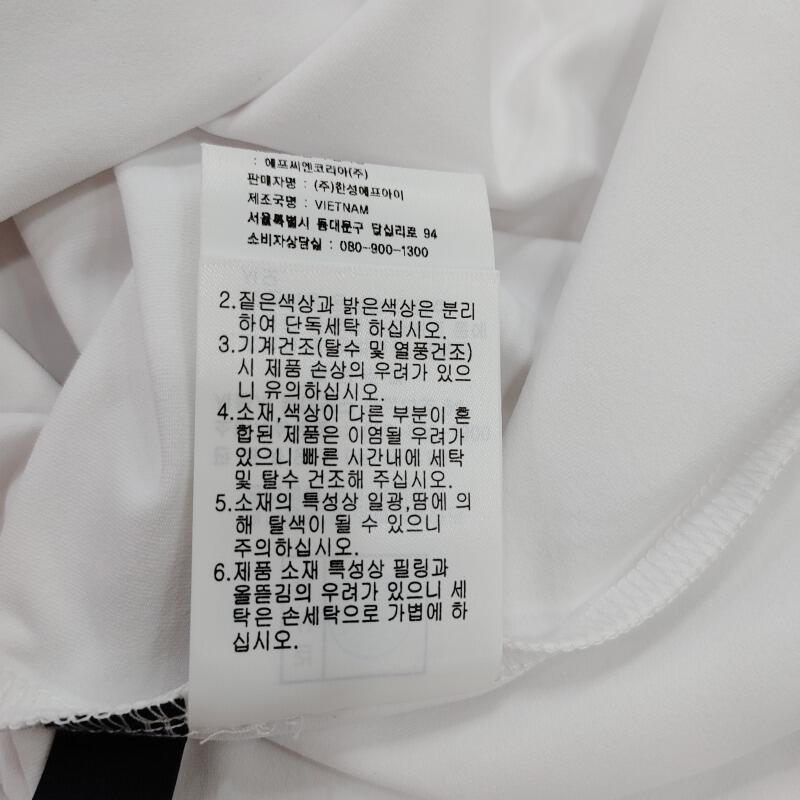 : 에프씨엔코리아(주)
판매자명 : (주)한성에프아이
제조국명 : VIETNAM
서울특별시 동대문구 답십리로 94
소비자상담실 : 080-900-1300
2.짙은색상과 밝은색상은 분리
하여 단독세탁 하십시오.
3.기계건조(탈수 및 열풍건조)
시 제품 손상의 우려가 있으
니 유의하십시오.
4.소재,색상이 다른 부분이 혼
합된 제품은 이염될 우려가
있으니 빠른 시간내에 세탁
및 탈수 건조해 주십시오.
5.소재의 특성상 일광,땀에 의
해 탈색이 될 수 있으니
주의하십시오.
6.제품 소재 특성상 필링과
올뜯김의 우려가 있으니 세
탁은 손세탁으로 가볍에 하
십시오.